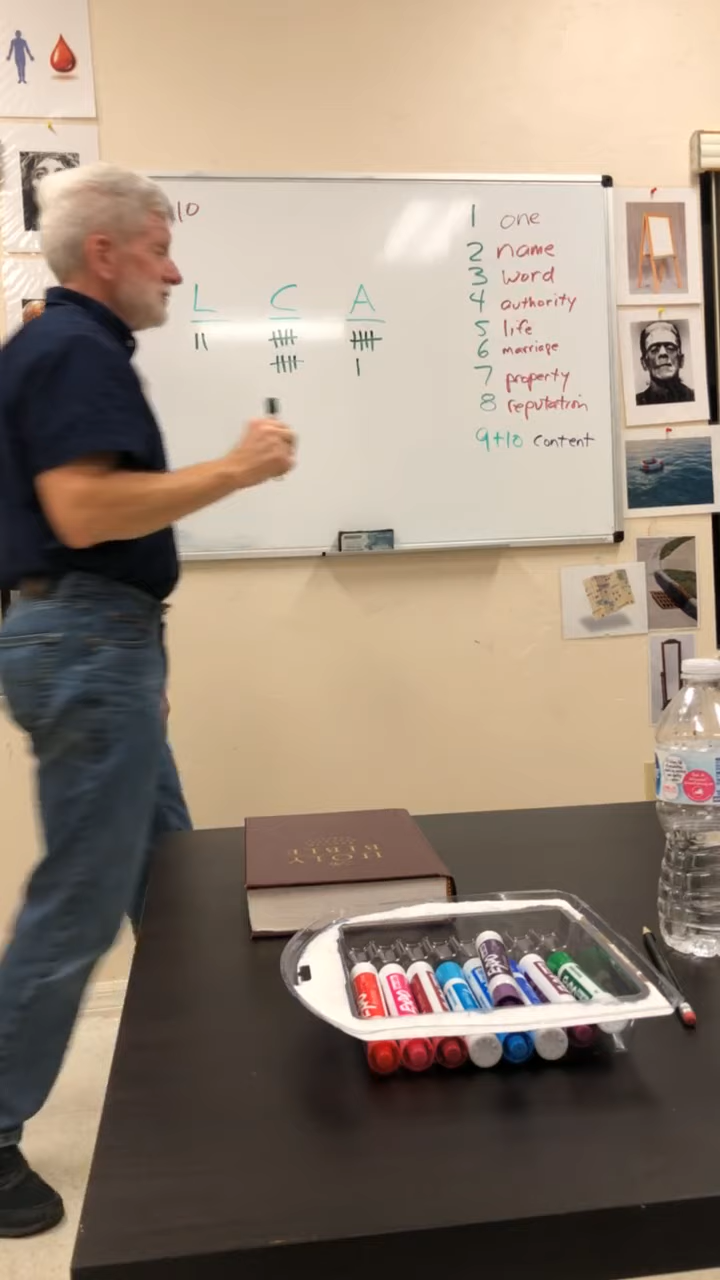 10
L C A
1 one
2 name
3 word
4 authority
5 life
6 marriage
7 property
8 reputation
9+10 content
HOLY
BIBLE